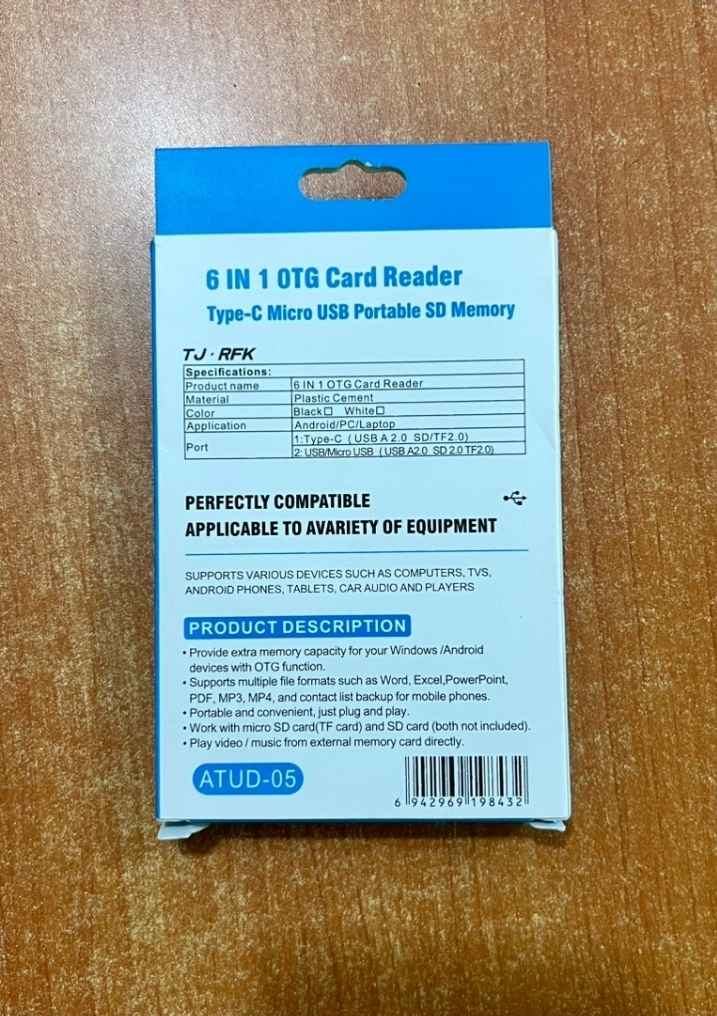 6 IN 1 OTG Card Reader
Type-C Micro USB Portable SD Memory
TJ·RFK
Specifications:
Product name 6 IN 1 OTG Card Reader
Material Plastic Cement
Color Black□ White□
Application Android/PC/Laptop
Port 1:Type-C ( USB A 2.0 SD/TF2.0)
2: USB/Micro USB ( USB A2.0 SD 2.0 TF2.0)
PERFECTLY COMPATIBLE
APPLICABLE TO AVARIETY OF EQUIPMENT
SUPPORTS VARIOUS DEVICES SUCH AS COMPUTERS, TVS,
ANDROID PHONES, TABLETS, CAR AUDIO AND PLAYERS
PRODUCT DESCRIPTION
• Provide extra memory capacity for your Windows /Android
devices with OTG function.
• Supports multiple file formats such as Word, Excel,PowerPoint,
PDF, MP3, MP4, and contact list backup for mobile phones.
• Portable and convenient, just plug and play.
• Work with micro SD card(TF card) and SD card (both not included).
• Play video / music from external memory card directly.
ATUD-05
6 942969 198432